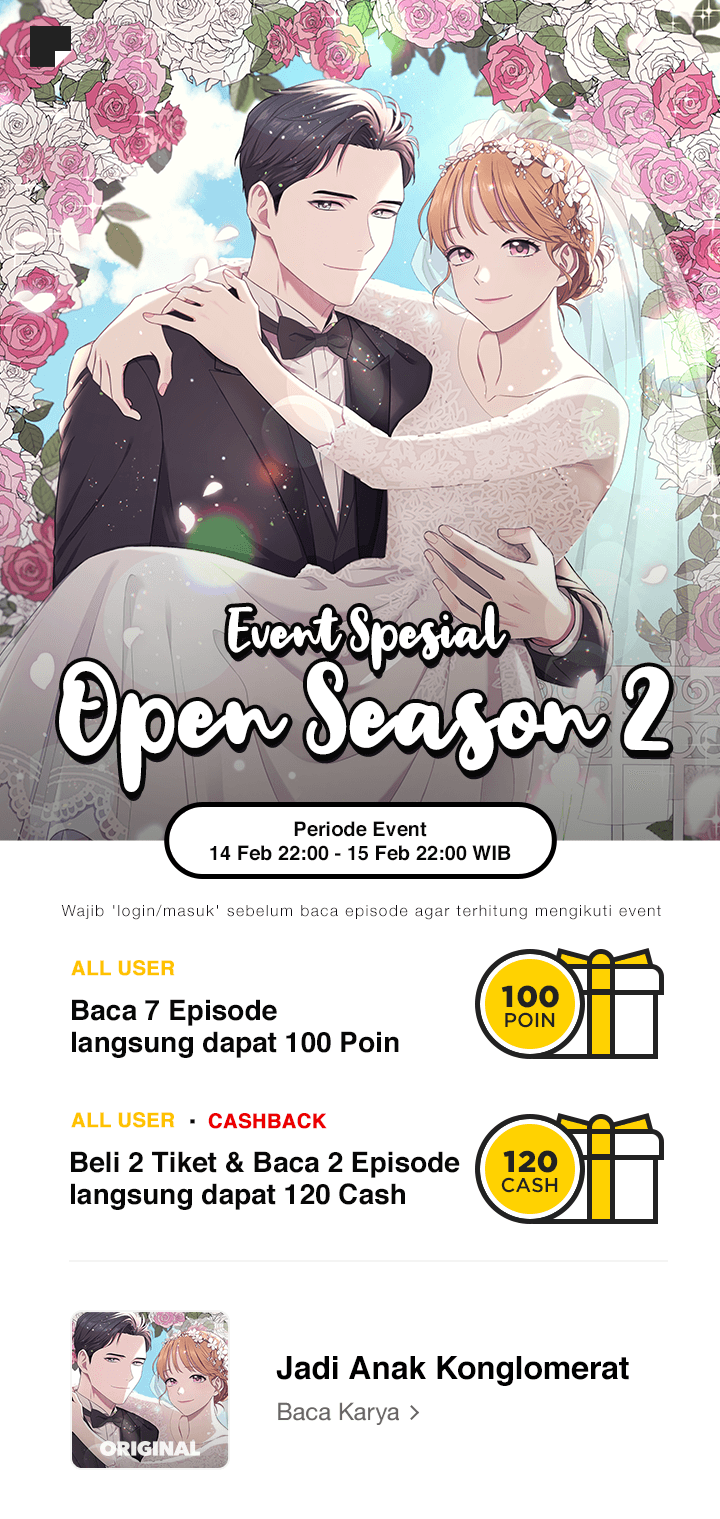 Event Spesial
Open Season 2
Periode Event
14 Feb 22:00 - 15 Feb 22:00 WIB
Wajib 'login/masuk' sebelum baca episode agar terhitung mengikuti event
ALL USER
Baca 7 Episode
langsung dapat 100 Poin
100
POIN
ALL USER · CASHBACK
Beli 2 Tiket & Baca 2 Episode
langsung dapat 120 Cash
120
CASH
ORIGINAL
Jadi Anak Konglomerat
Baca Karya >